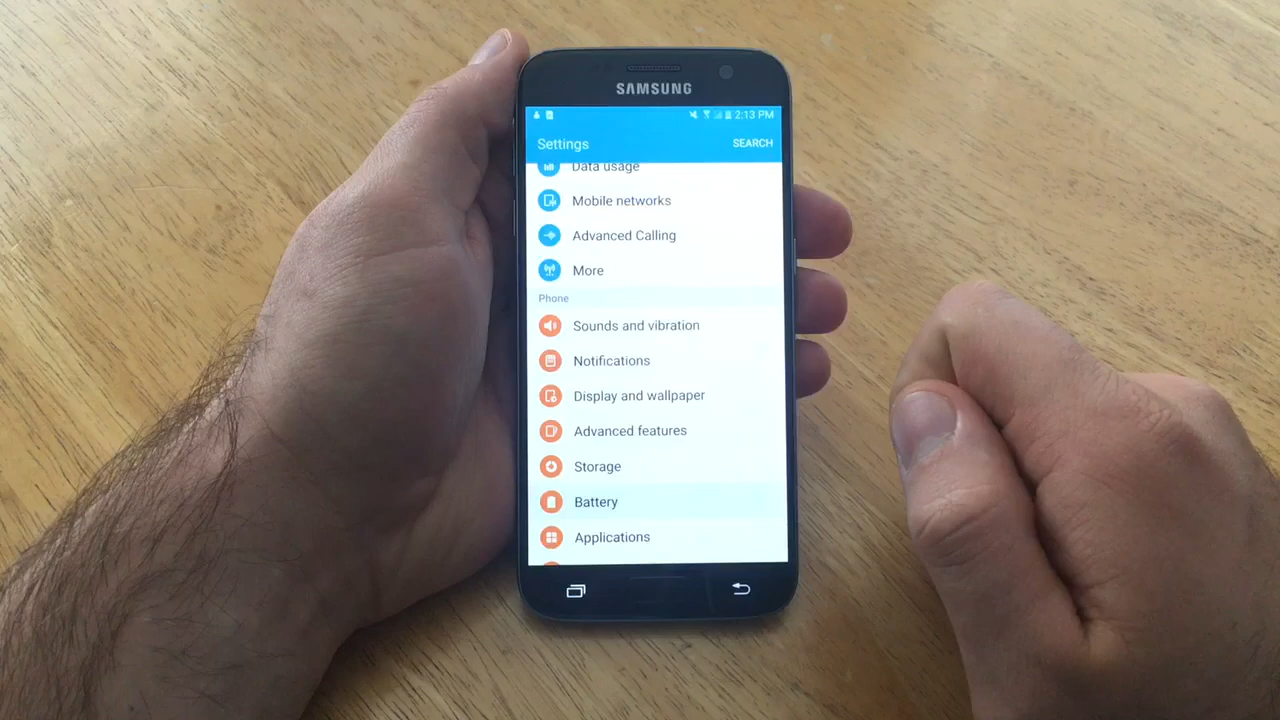 SAMSUNG
2:13 PM
Settings SEARCH
Data usage
Mobile networks
Advanced Calling
More
Phone
Sounds and vibration
Notifications
Display and wallpaper
Advanced features
Storage
Battery
Applications